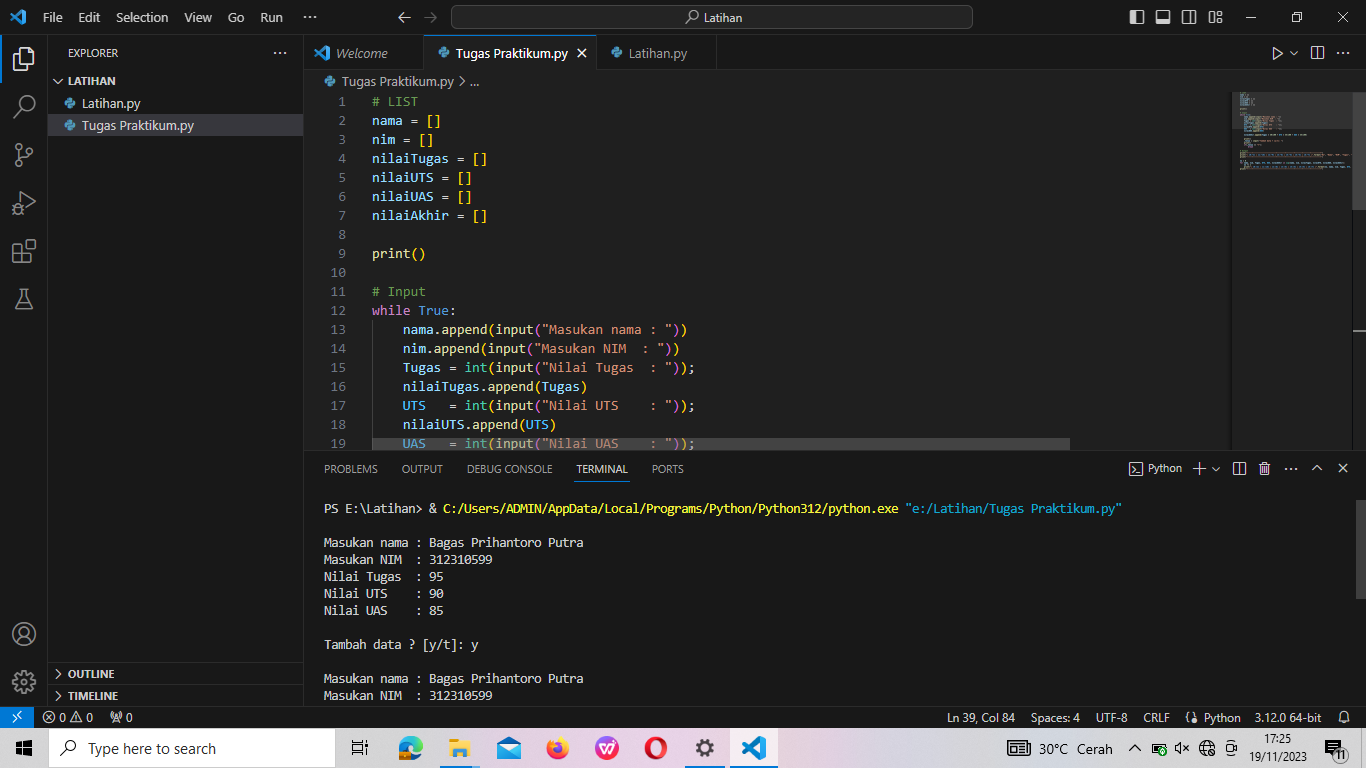 File Edit Selection View Go Run ··· Latihan
EXPLORER ···
LATIHAN
Latihan.py
Tugas Praktikum.py
OUTLINE
TIMELINE
Welcome Tugas Praktikum.py Latihan.py
Tugas Praktikum.py > ...
1 # LIST
2 nama = []
3 nim = []
4 nilaiTugas = []
5 nilaiUTS = []
6 nilaiUAS = []
7 nilaiAkhir = []
8
9 print()
10
11 # Input
12 while True:
13     nama.append(input("Masukan nama : "))
14     nim.append(input("Masukan NIM  : "))
15     Tugas = int(input("Nilai Tugas  : "));
16     nilaiTugas.append(Tugas)
17     UTS   = int(input("Nilai UTS    : "));
18     nilaiUTS.append(UTS)
19     UAS   = int(input("Nilai UAS    : "));
PROBLEMS OUTPUT DEBUG CONSOLE TERMINAL PORTS Python
PS E:\Latihan> & C:/Users/ADMIN/AppData/Local/Programs/Python/Python312/python.exe "e:/Latihan/Tugas Praktikum.py"
Masukan nama : Bagas Prihantoro Putra
Masukan NIM  : 312310599
Nilai Tugas  : 95
Nilai UTS    : 90
Nilai UAS    : 85
Tambah data ? [y/t]: y
Masukan nama : Bagas Prihantoro Putra
Masukan NIM  : 312310599
0 0 0 Ln 39, Col 84 Spaces: 4 UTF-8 CRLF Python 3.12.0 64-bit
Type here to search 30°C Cerah 17:25
19/11/2023 11